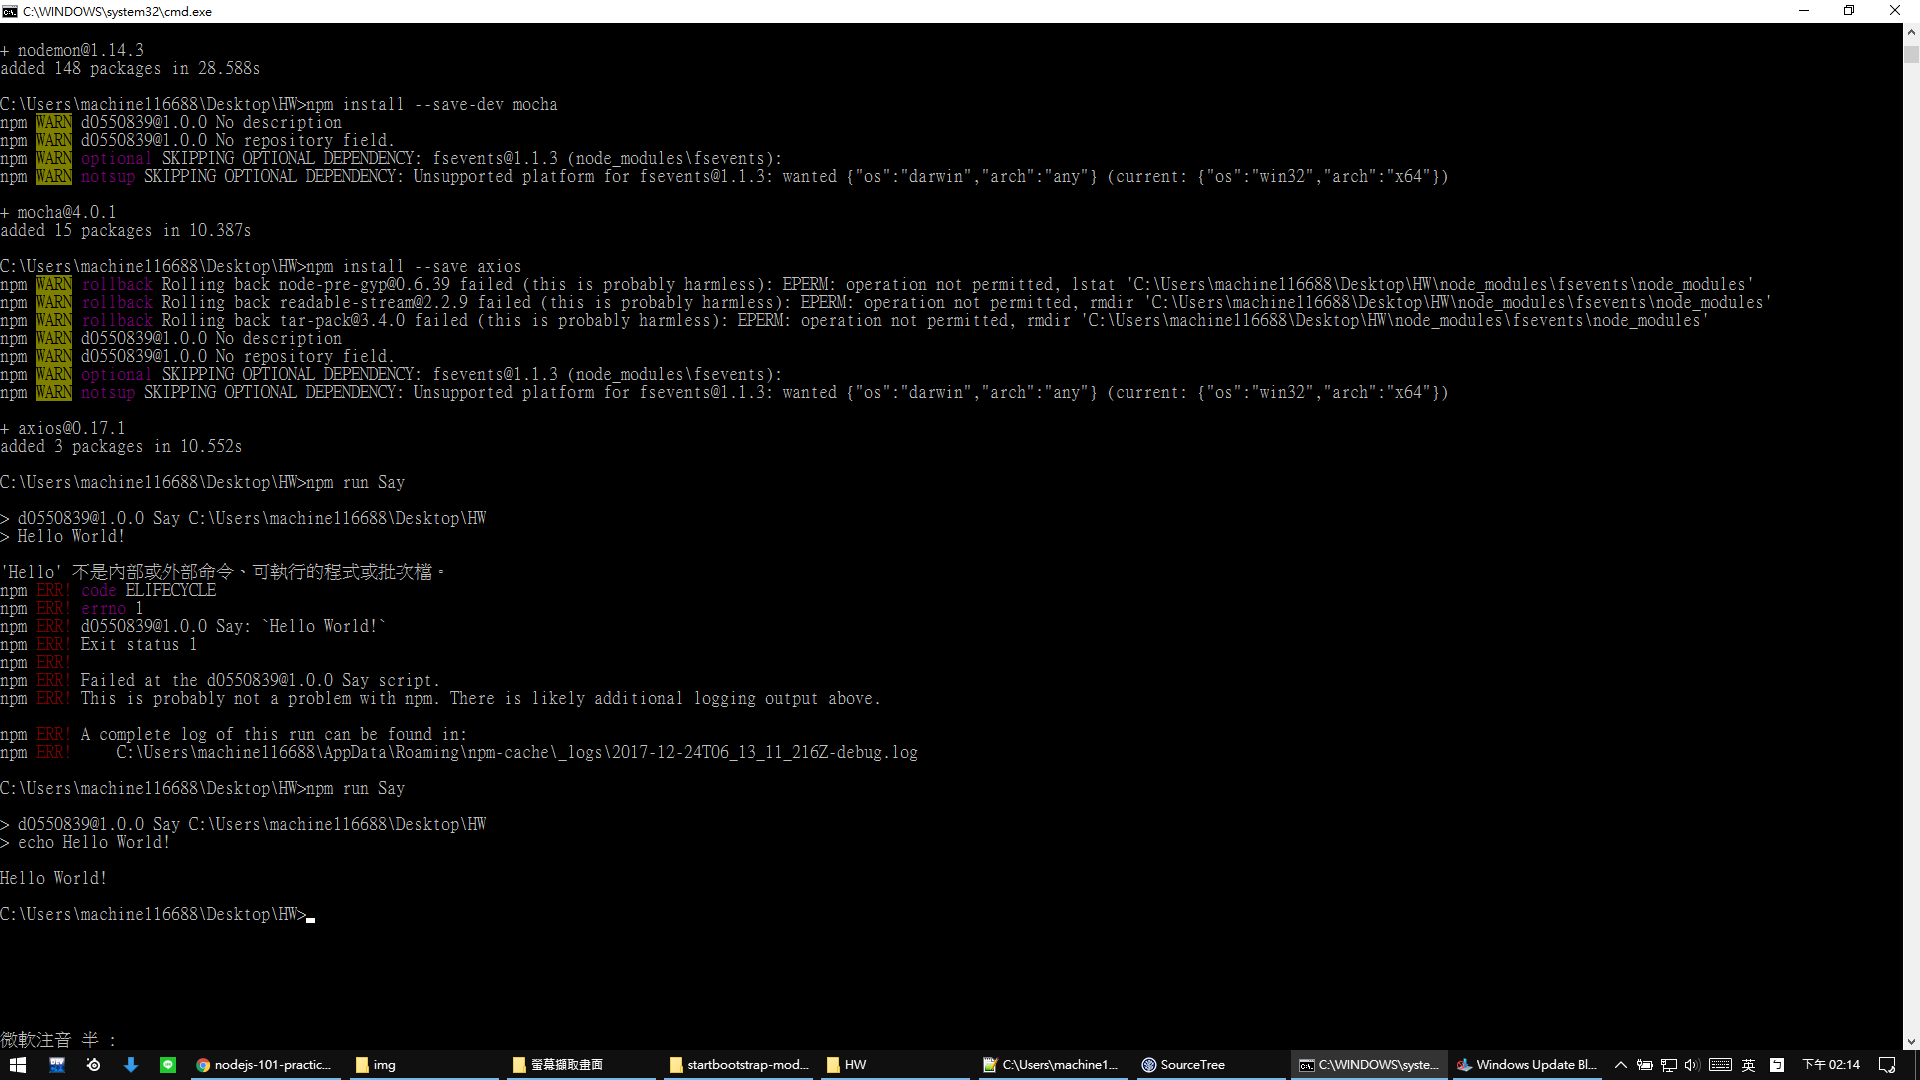 C:\WINDOWS\system32\cmd.exe
+ nodemon@1.14.3
added 148 packages in 28.588s
C:\Users\machine116688\Desktop\HW>npm install --save-dev mocha
npm WARN d0550839@1.0.0 No description
npm WARN d0550839@1.0.0 No repository field.
npm WARN optional SKIPPING OPTIONAL DEPENDENCY: fsevents@1.1.3 (node_modules\fsevents):
npm WARN notsup SKIPPING OPTIONAL DEPENDENCY: Unsupported platform for fsevents@1.1.3: wanted {"os":"darwin","arch":"any"} (current: {"os":"win32","arch":"x64"})
+ mocha@4.0.1
added 15 packages in 10.387s
C:\Users\machine116688\Desktop\HW>npm install --save axios
npm WARN rollback Rolling back node-pre-gyp@0.6.39 failed (this is probably harmless): EPERM: operation not permitted, lstat 'C:\Users\machine116688\Desktop\HW\node_modules\fsevents\node_modules'
npm WARN rollback Rolling back readable-stream@2.2.9 failed (this is probably harmless): EPERM: operation not permitted, rmdir 'C:\Users\machine116688\Desktop\HW\node_modules\fsevents\node_modules'
npm WARN rollback Rolling back tar-pack@3.4.0 failed (this is probably harmless): EPERM: operation not permitted, rmdir 'C:\Users\machine116688\Desktop\HW\node_modules\fsevents\node_modules'
npm WARN d0550839@1.0.0 No description
npm WARN d0550839@1.0.0 No repository field.
npm WARN optional SKIPPING OPTIONAL DEPENDENCY: fsevents@1.1.3 (node_modules\fsevents):
npm WARN notsup SKIPPING OPTIONAL DEPENDENCY: Unsupported platform for fsevents@1.1.3: wanted {"os":"darwin","arch":"any"} (current: {"os":"win32","arch":"x64"})
+ axios@0.17.1
added 3 packages in 10.552s
C:\Users\machine116688\Desktop\HW>npm run Say
> d0550839@1.0.0 Say C:\Users\machine116688\Desktop\HW
> Hello World!
'Hello' 不是內部或外部命令、可執行的程式或批次檔。
npm ERR! code ELIFECYCLE
npm ERR! errno 1
npm ERR! d0550839@1.0.0 Say: `Hello World!`
npm ERR! Exit status 1
npm ERR!
npm ERR! Failed at the d0550839@1.0.0 Say script.
npm ERR! This is probably not a problem with npm. There is likely additional logging output above.
npm ERR! A complete log of this run can be found in:
npm ERR!     C:\Users\machine116688\AppData\Roaming\npm-cache\_logs\2017-12-24T06_13_11_216Z-debug.log
C:\Users\machine116688\Desktop\HW>npm run Say
> d0550839@1.0.0 Say C:\Users\machine116688\Desktop\HW
> echo Hello World!
Hello World!
C:\Users\machine116688\Desktop\HW>
微軟注音 半 :
nodejs-101-practic... img 螢幕擷取畫面 startbootstrap-mod... HW C:\Users\machine1... SourceTree C:\WINDOWS\syste... Windows Update Bl... 英 下午 02:14